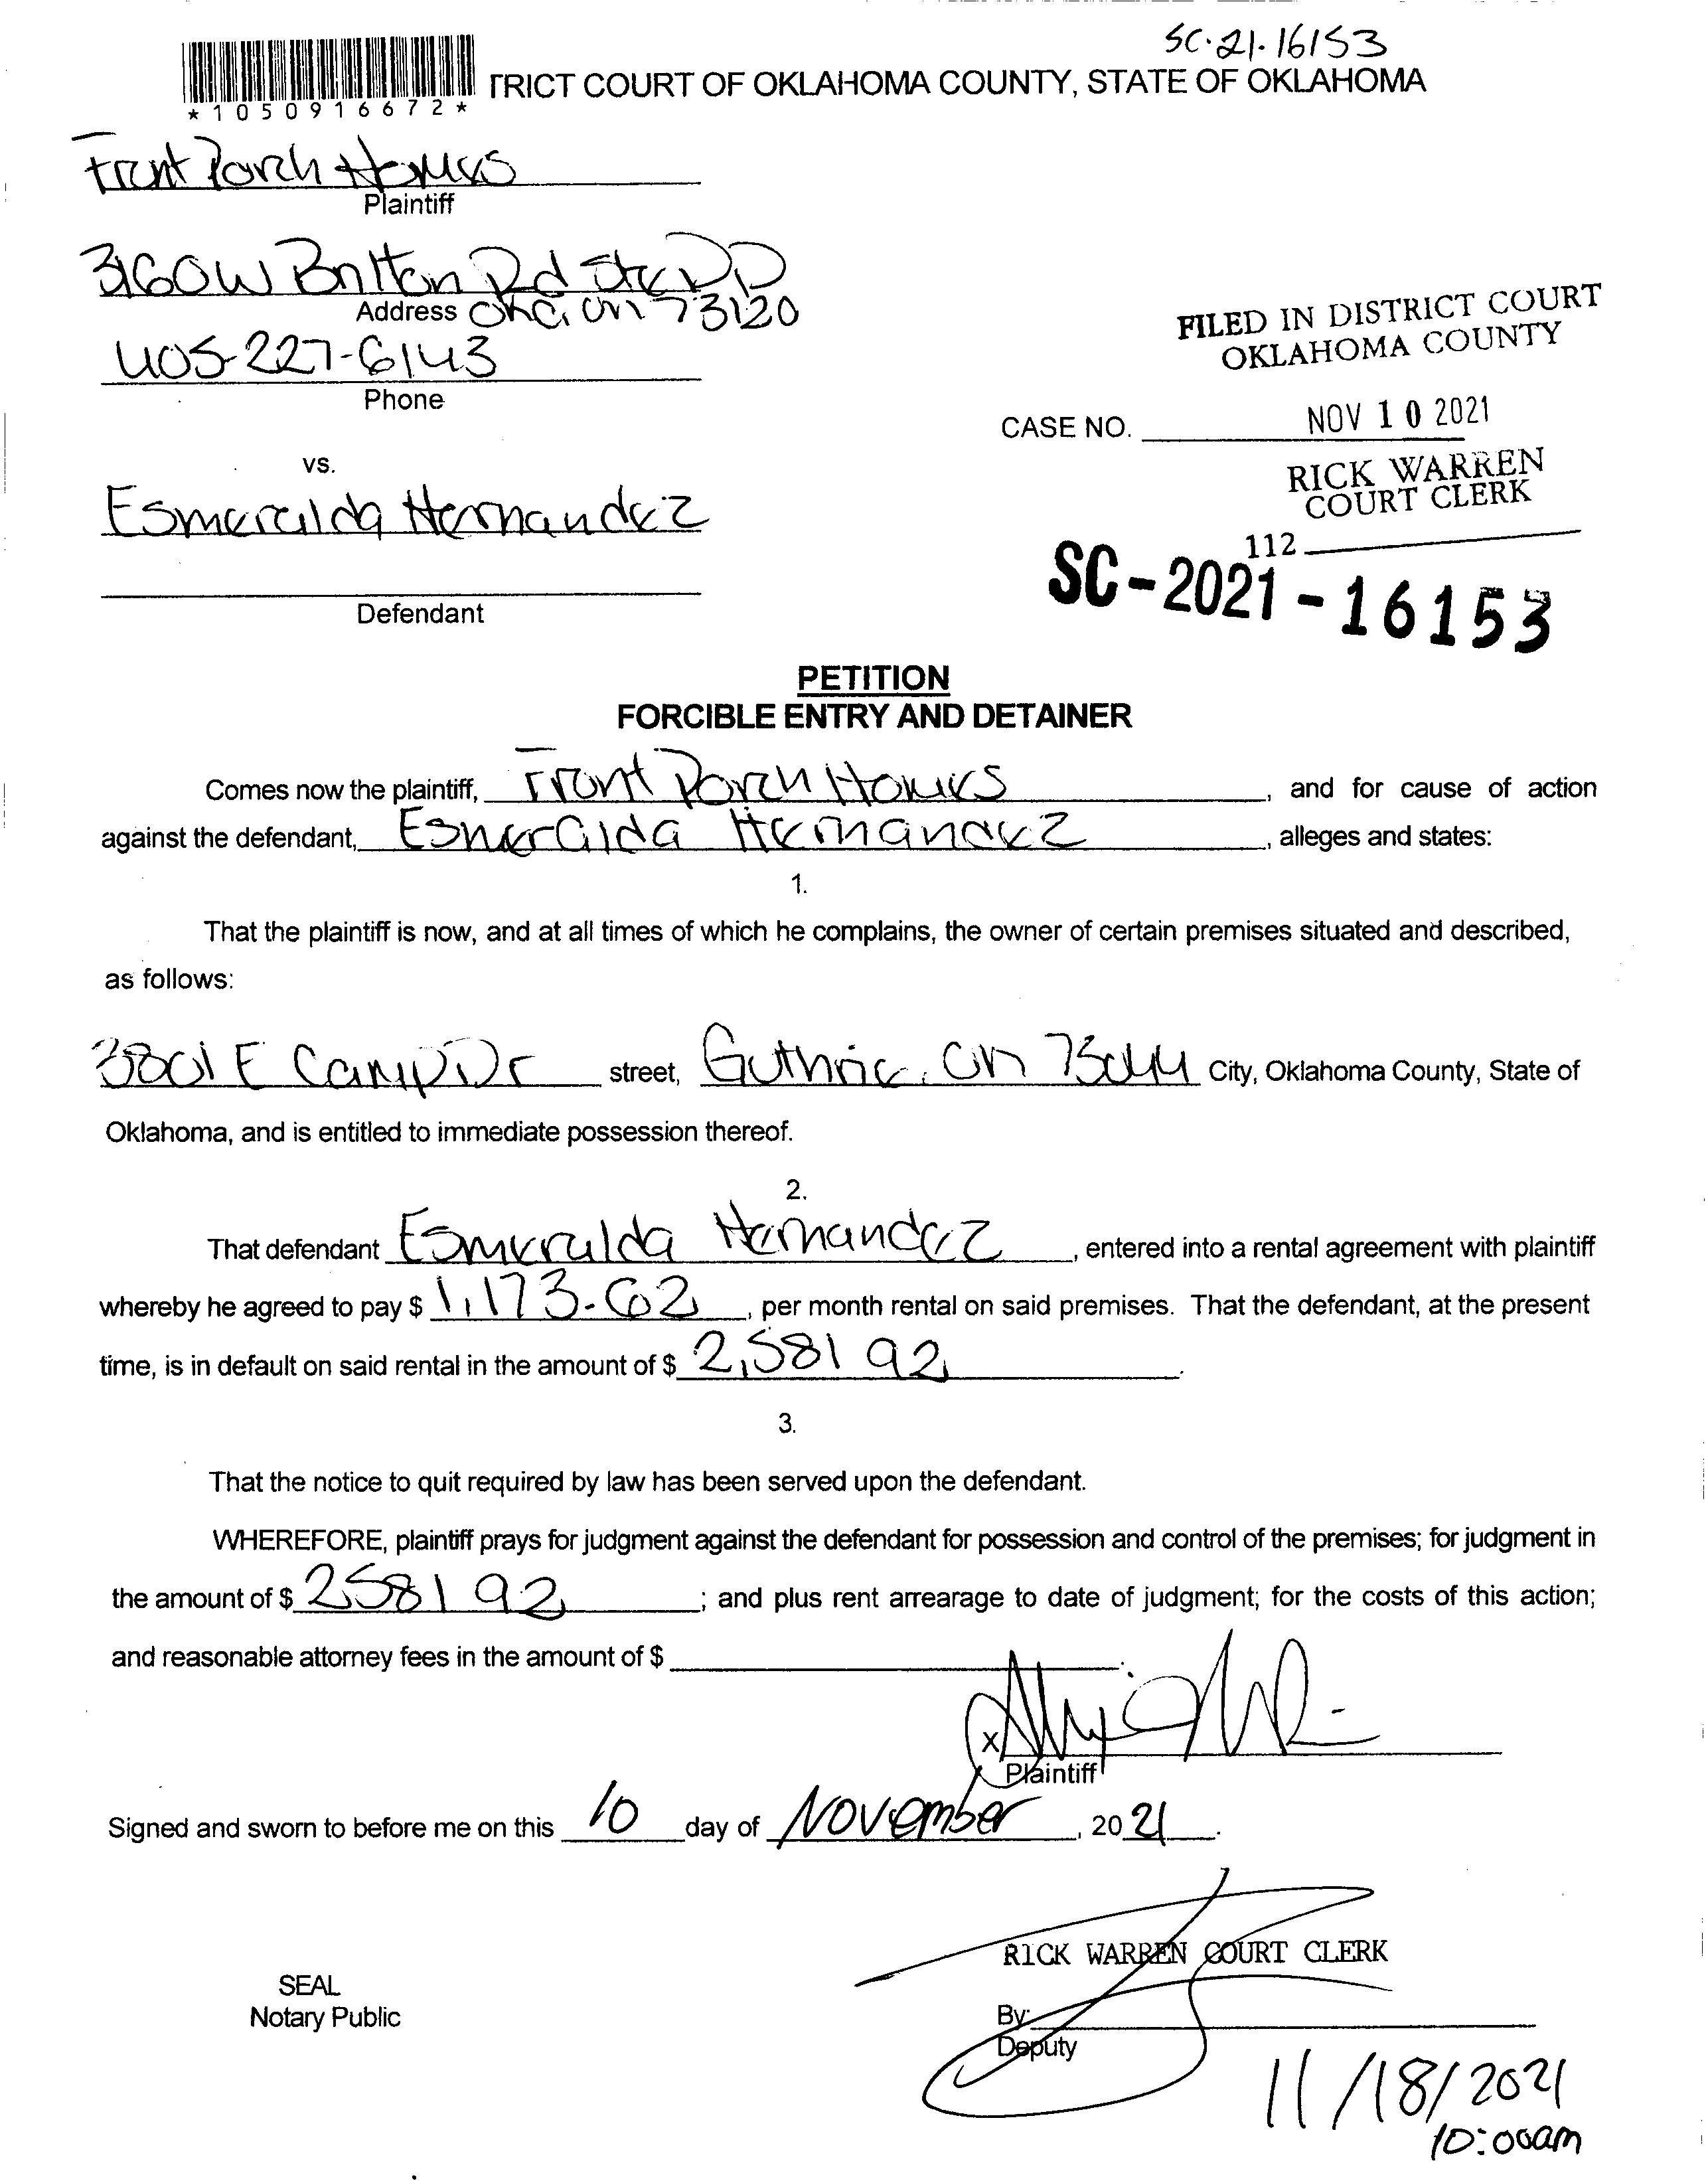 SC-21-16153
*1050916672*
TRICT COURT OF OKLAHOMA COUNTY, STATE OF OKLAHOMA
Front Porch Homes
Plaintiff
3160 W Britton Rd Ste D
Address OKC, OK 73120
405-227-6143
Phone
FILED IN DISTRICT COURT
OKLAHOMA COUNTY
CASE NO. NOV 10 2021
vs.
RICK WARREN
COURT CLERK
Esmeralda Hernandez
112
SC-2021-16153
Defendant
PETITION
FORCIBLE ENTRY AND DETAINER
Comes now the plaintiff, Front Porch Homes, and for cause of action
against the defendant, Esmeralda Hernandez, alleges and states:
1.
That the plaintiff is now, and at all times of which he complains, the owner of certain premises situated and described,
as follows:
3801 E Camp Dr street, Guthrie, OK 73044 City, Oklahoma County, State of
Oklahoma, and is entitled to immediate possession thereof.
2.
That defendant Esmeralda Hernandez, entered into a rental agreement with plaintiff
whereby he agreed to pay $ 1,173.62, per month rental on said premises. That the defendant, at the present
time, is in default on said rental in the amount of $ 2,581 92.
3.
That the notice to quit required by law has been served upon the defendant.
WHEREFORE, plaintiff prays for judgment against the defendant for possession and control of the premises; for judgment in
the amount of $ 2581 92; and plus rent arrearage to date of judgment; for the costs of this action;
and reasonable attorney fees in the amount of $ .
X
Plaintiff
Signed and sworn to before me on this 10 day of November, 2021.
RICK WARREN COURT CLERK
SEAL
Notary Public
By:
Deputy
11/18/2021
10:00am